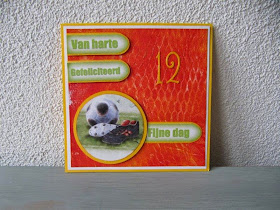 Van harte
Gefeliciteerd
12
Fijne dag